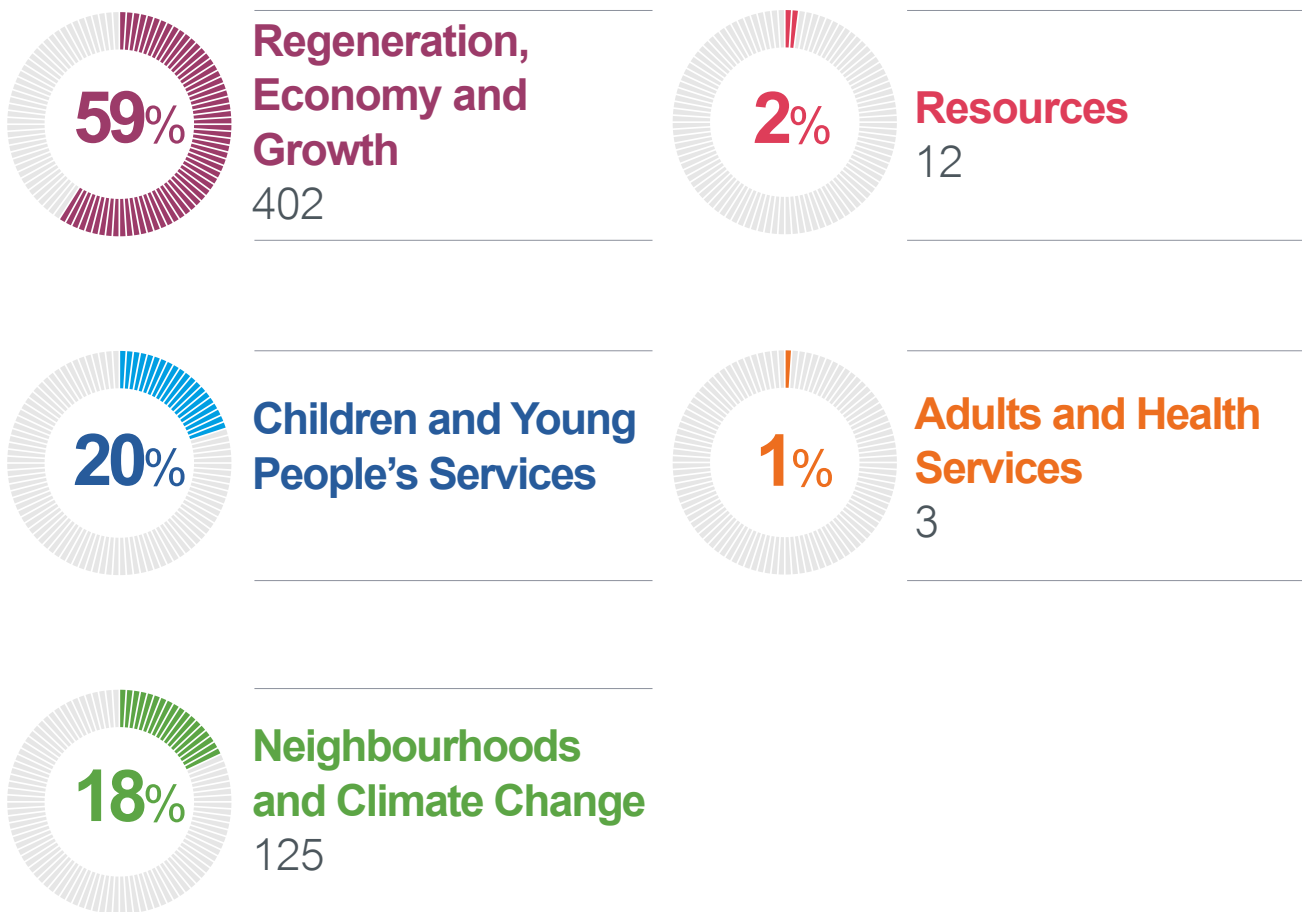 59%
Regeneration,
Economy and
Growth
402
2%
Resources
12
20%
Children and Young
People’s Services
1%
Adults and Health
Services
3
18%
Neighbourhoods
and Climate Change
125